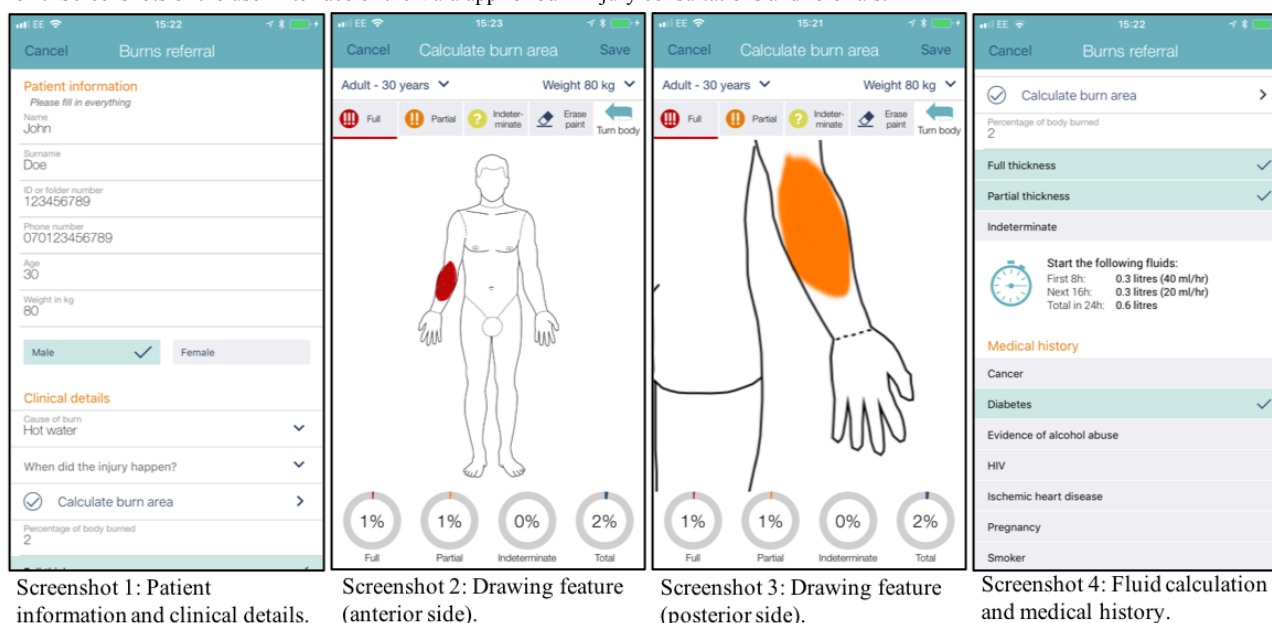 EE 15:22
Cancel Burns referral
Patient information
Please fill in everything
Name
John
Surname
Doe
ID or folder number
123456789
Phone number
070123456789
Age
30
Weight in kg
80
Male Female
Clinical details
Cause of burn
Hot water
When did the injury happen?
Calculate burn area
Percentage of body burned
2
Screenshot 1: Patient
information and clinical details.
EE 15:23
Cancel Calculate burn area Save
Adult - 30 years Weight 80 kg
!!! Full !! Partial ? Indeter-
minate Erase
paint Turn body
1% 1% 0% 2%
Full Partial Indeterminate Total
Screenshot 2: Drawing feature
(anterior side).
EE 15:21
Cancel Calculate burn area Save
Adult - 30 years Weight 80 kg
!!! Full !! Partial ? Indeter-
minate Erase
paint Turn body
1% 1% 0% 2%
Full Partial Indeterminate Total
Screenshot 3: Drawing feature
(posterior side).
EE 15:22
Cancel Burns referral
Calculate burn area
Percentage of body burned
2
Full thickness
Partial thickness
Indeterminate
Start the following fluids:
First 8h: 0.3 litres (40 ml/hr)
Next 16h: 0.3 litres (20 ml/hr)
Total in 24h: 0.6 litres
Medical history
Cancer
Diabetes
Evidence of alcohol abuse
HIV
Ischemic heart disease
Pregnancy
Smoker
Screenshot 4: Fluid calculation
and medical history.